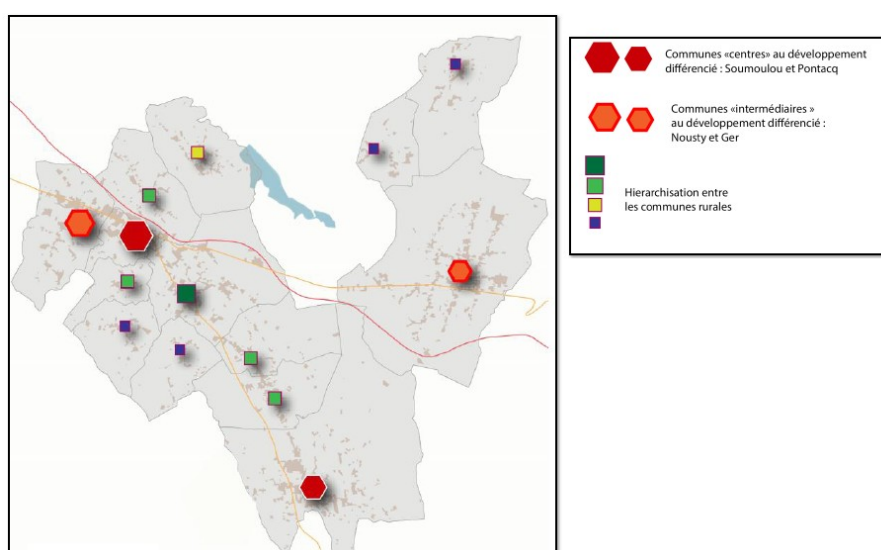 Communes «centres» au développement
différencié : Soumoulou et Pontacq
Communes «intermédiaires »
au développement différencié :
Nousty et Ger
Hierarchisation entre
les communes rurales